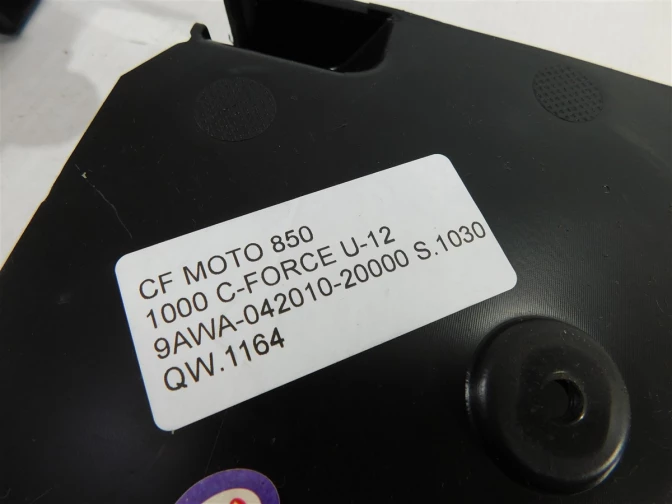 CF MOTO 850
1000 C-FORCE U-12
9AWA-042010-20000 S.1030
QW.1164